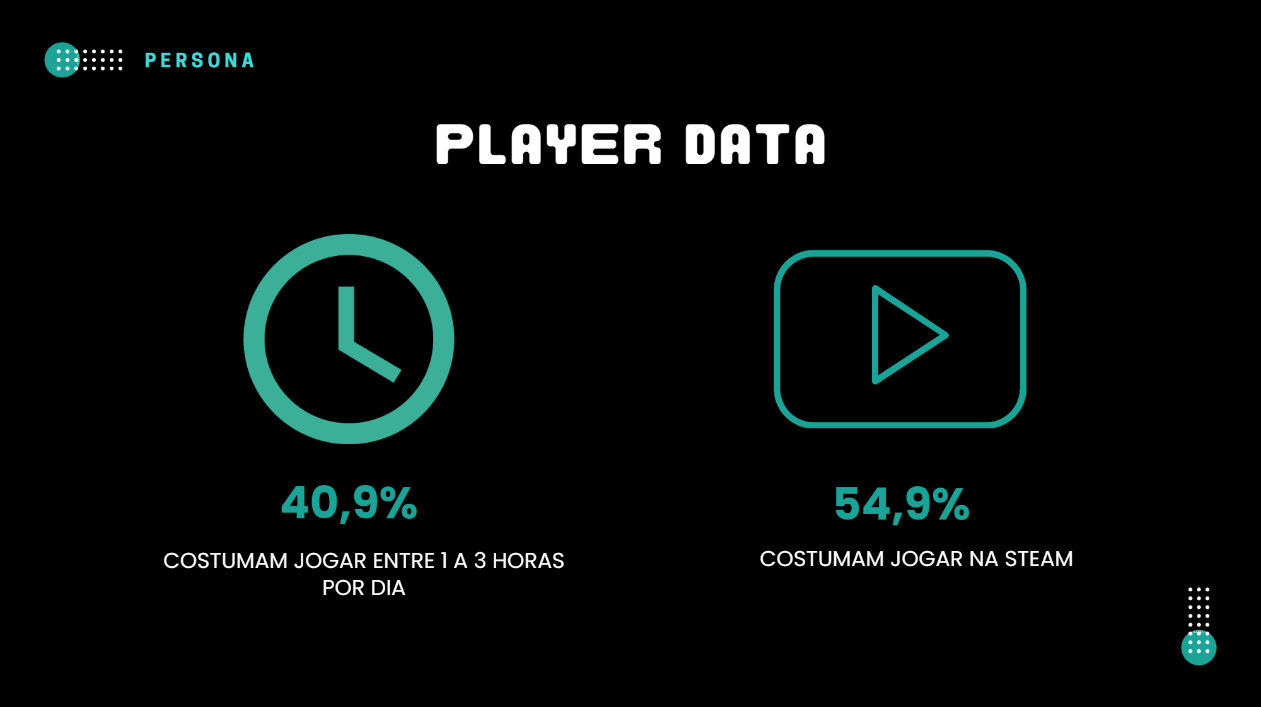 PERSONA
PLAYER DATA
40,9%
COSTUMAM JOGAR ENTRE 1 A 3 HORAS
POR DIA
54,9%
COSTUMAM JOGAR NA STEAM